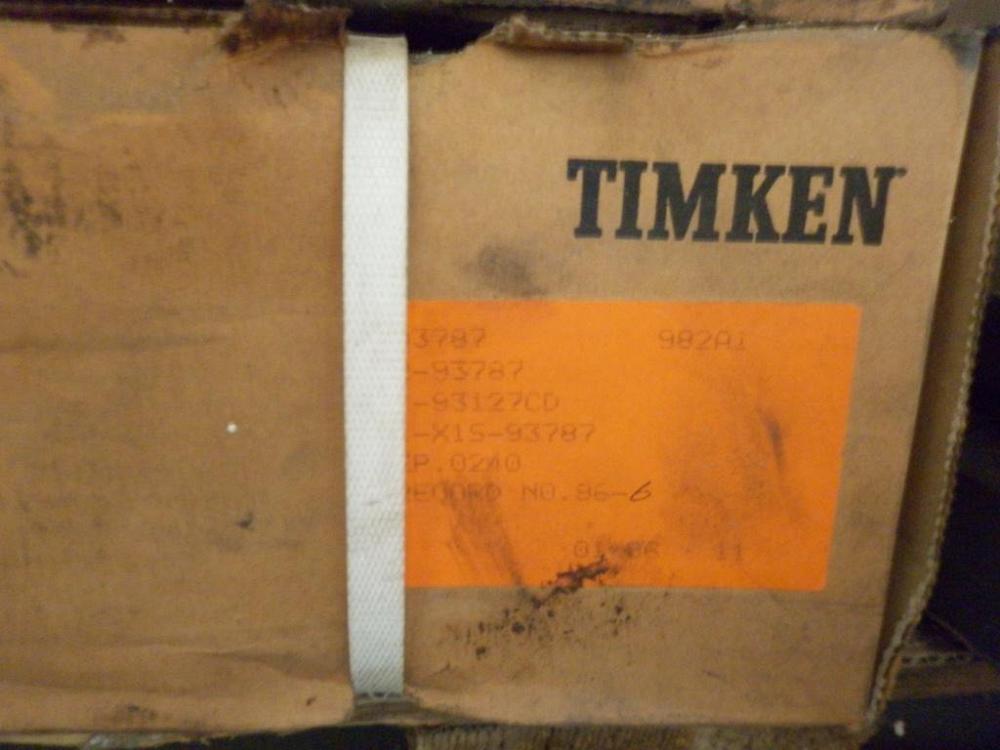 TIMKEN
3787 982A1
-93787
-93127CD
-X1S-93787
P.0240
RECORD NO.86-6
11